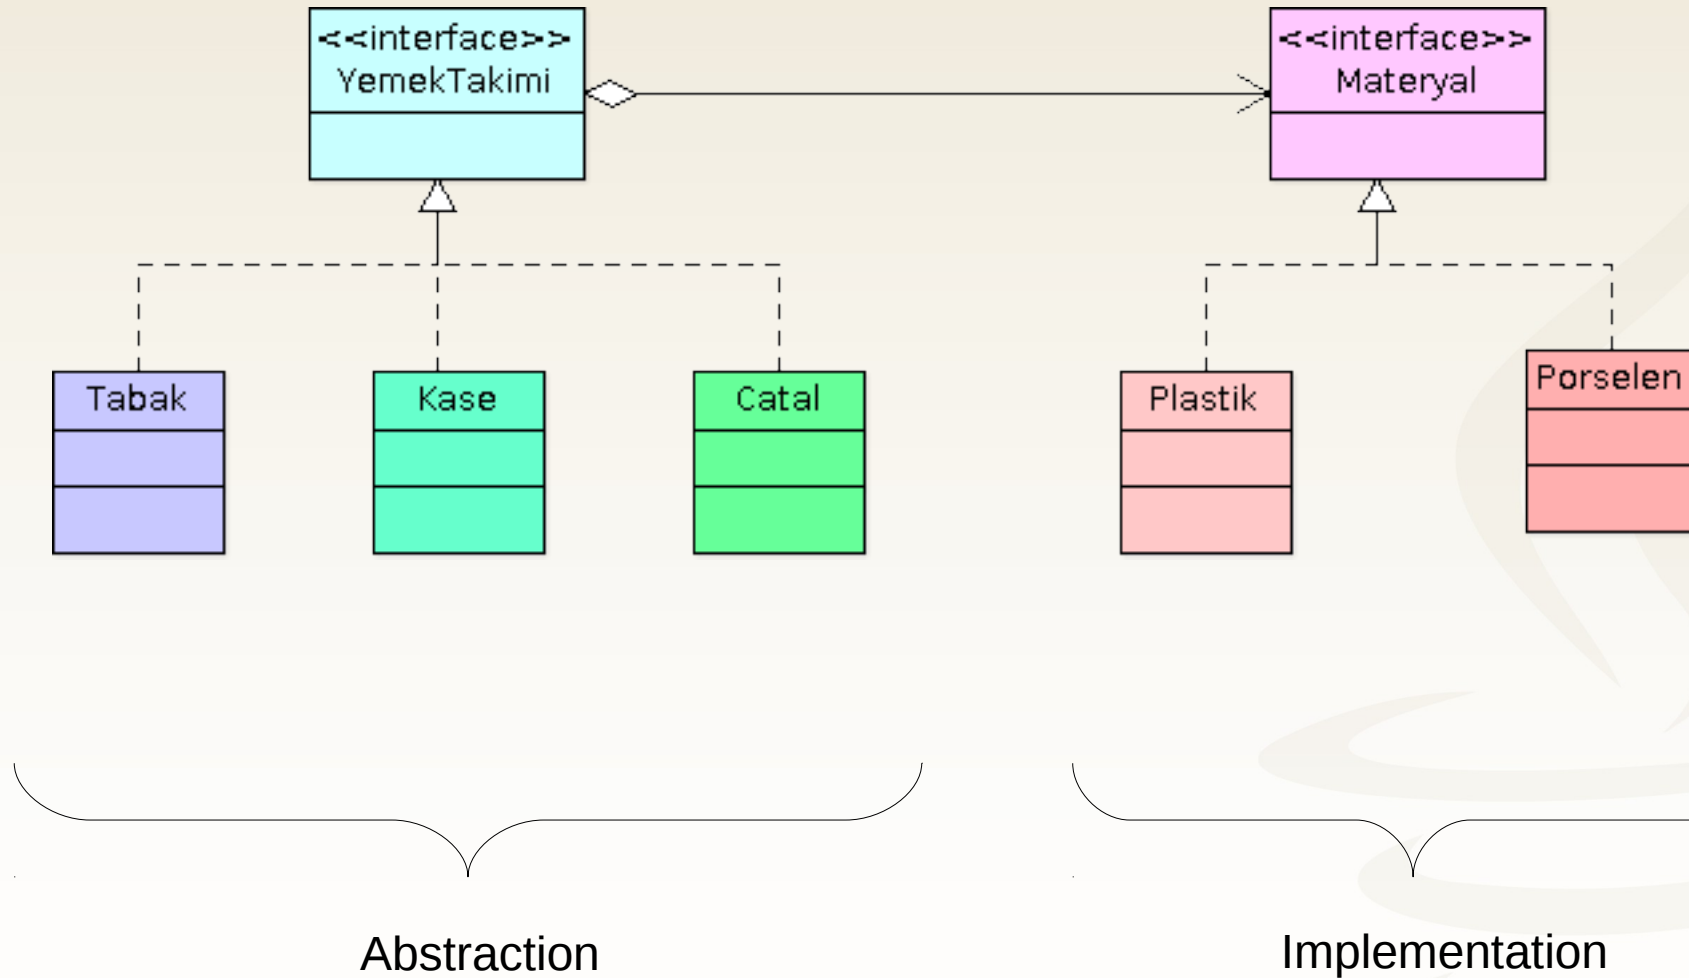 <<interface>>
YemekTakimi
<<interface>>
Materyal
Tabak
Kase
Catal
Plastik
Porselen
Abstraction
Implementation